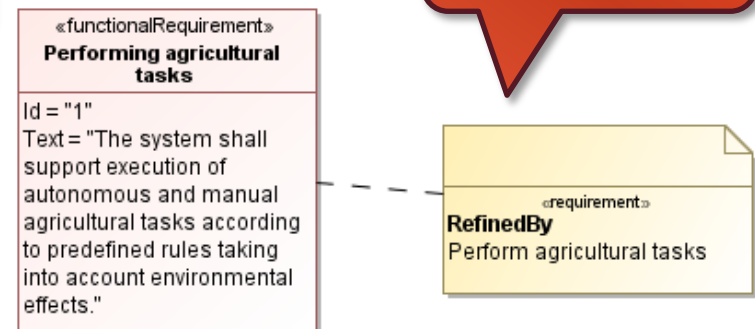 «functionalRequirement»
Performing agricultural
tasks
Id = "1"
Text = "The system shall
support execution of
autonomous and manual
agricultural tasks according
to predefined rules taking
into account environmental
effects."
«requirement»
RefinedBy
Perform agricultural tasks